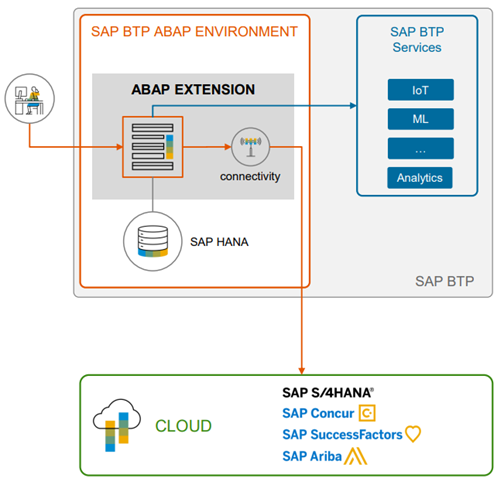 SAP BTP ABAP ENVIRONMENT
SAP BTP
Services
ABAP EXTENSION
IoT
ML
...
Analytics
connectivity
SAP HANA
SAP BTP
CLOUD
SAP S/4HANA®
SAP Concur C.
SAP SuccessFactors
SAP Ariba